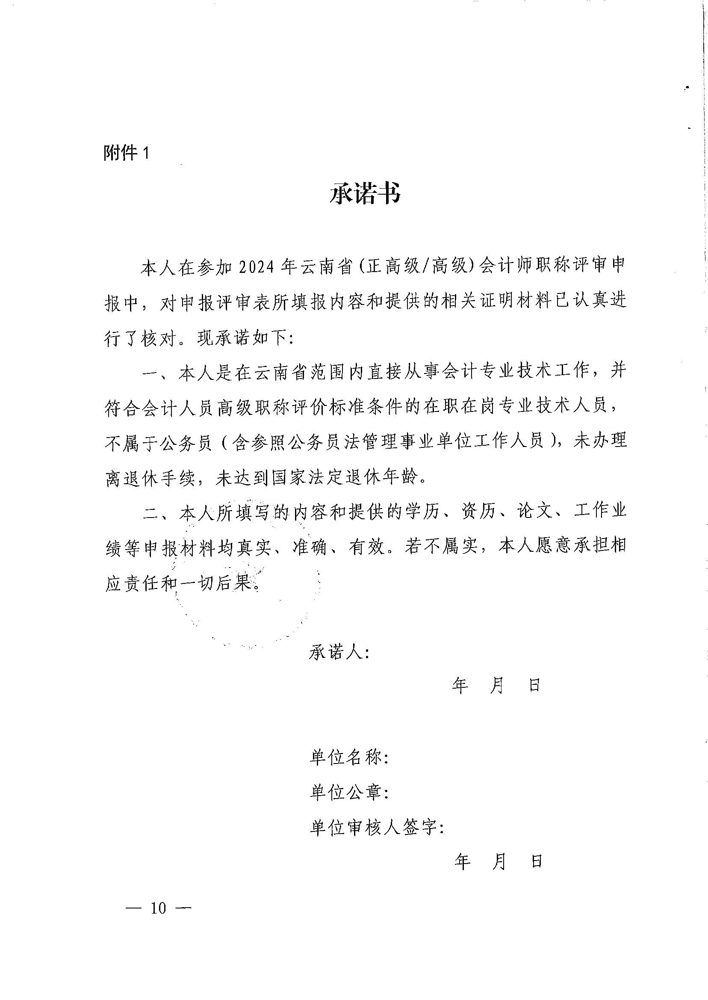 附件 1
承诺书
本人在参加 2024 年云南省(正高级/高级)会计师职称评审申
报中，对申报评审表所填报内容和提供的相关证明材料已认真进
行了核对。现承诺如下：
一、本人是在云南省范围内直接从事会计专业技术工作，并
符合会计人员高级职称评价标准条件的在职在岗专业技术人员，
不属于公务员（含参照公务员法管理事业单位工作人员），未办理
离退休手续，未达到国家法定退休年龄。
二、本人所填写的内容和提供的学历、资历、论文、工作业
绩等申报材料均真实、准确、有效。若不属实，本人愿意承担相
应责任和一切后果。
承诺人：
年 月 日
单位名称：
单位公章：
单位审核人签字：
年 月 日
— 10 —